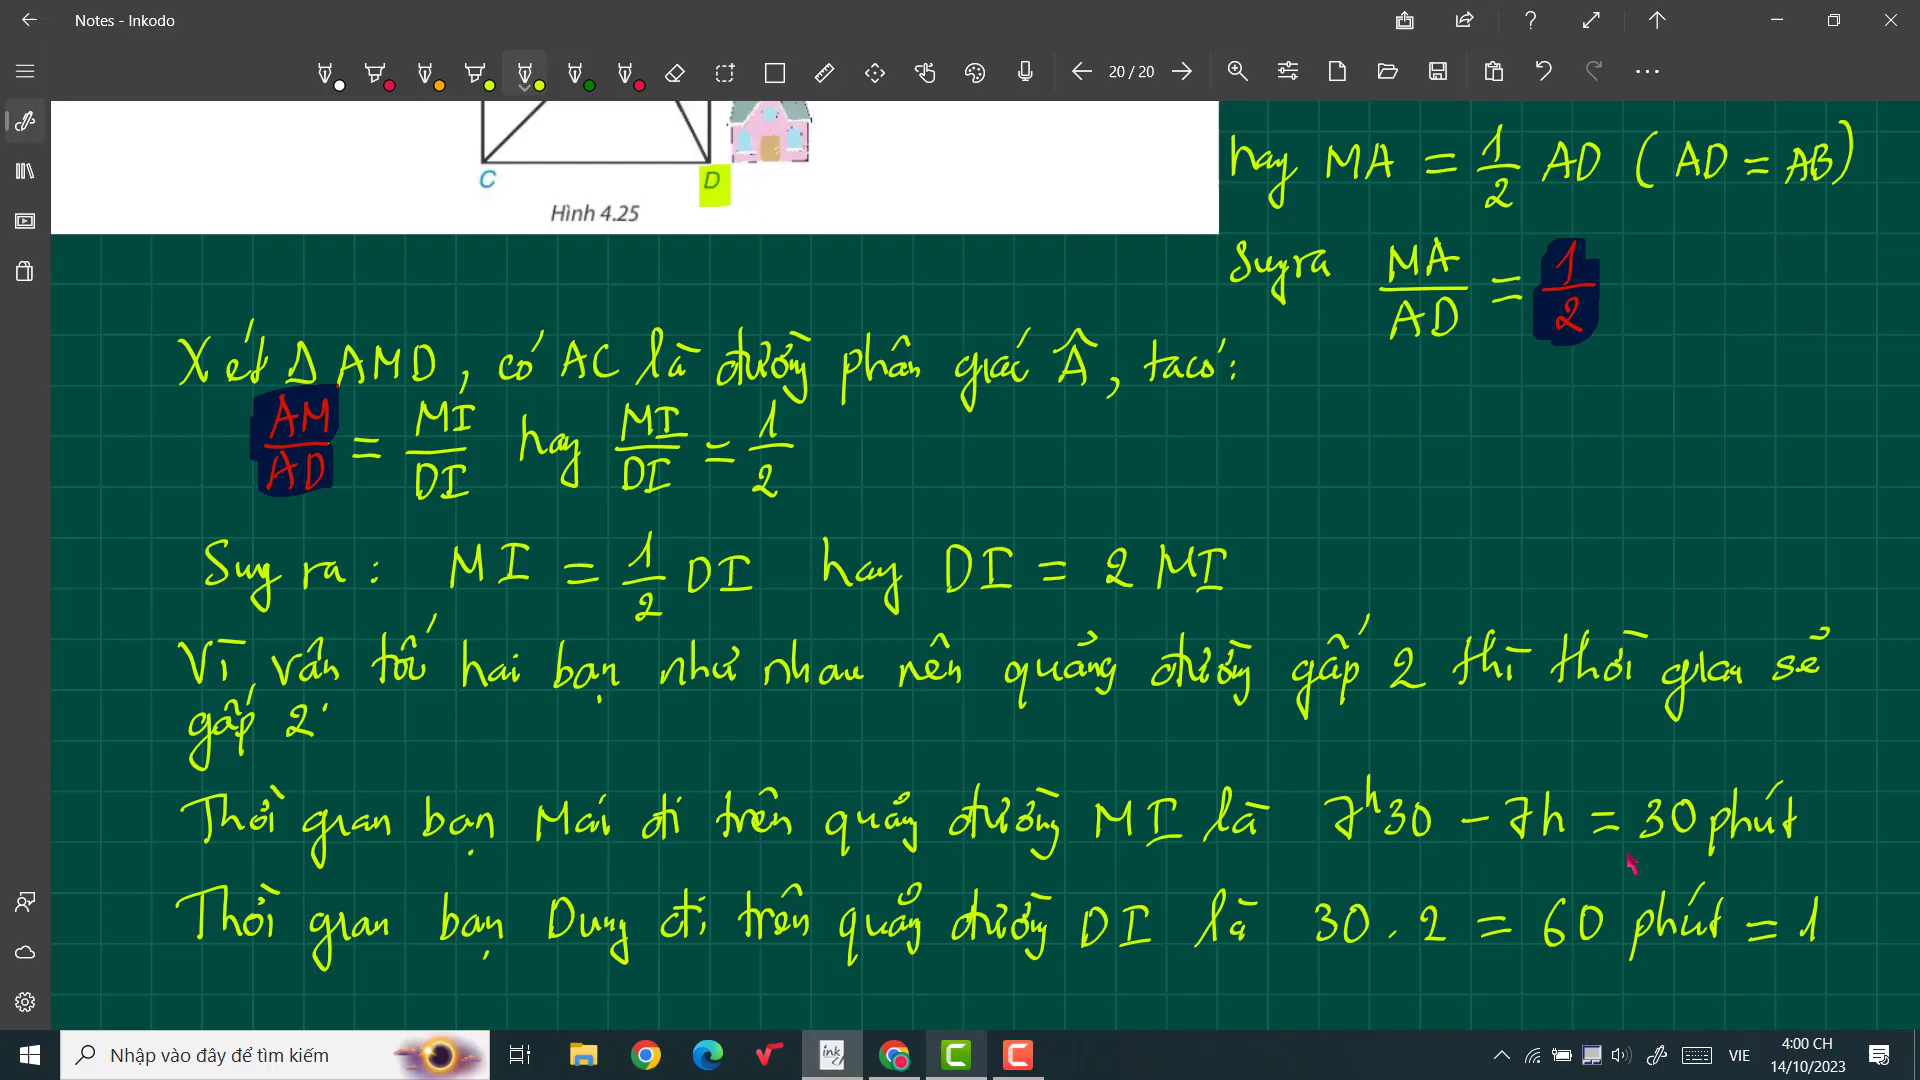 Notes - Inkodo
20 / 20
C
D
Hình 4.25
hay MA = 1/2 AD (AD = AB)
Suy ra MA/AD = 1/2
Xét Δ AMD, có AC là đường phân giác Â, ta có:
AM/AD = MI/DI hay MI/DI = 1/2
Suy ra: MI = 1/2 DI hay DI = 2 MI
Vì vận tốc hai bạn như nhau nên quảng đường gấp 2 thì thời gian sẽ
gấp 2.
Thời gian bạn Mai đi trên quảng đường MI là 7h30 - 7h = 30 phút
Thời gian bạn Dung đi trên quảng đường DI là 30 . 2 = 60 phút = 1
Nhập vào đây để tìm kiếm
ink
VIE
4:00 CH
14/10/2023